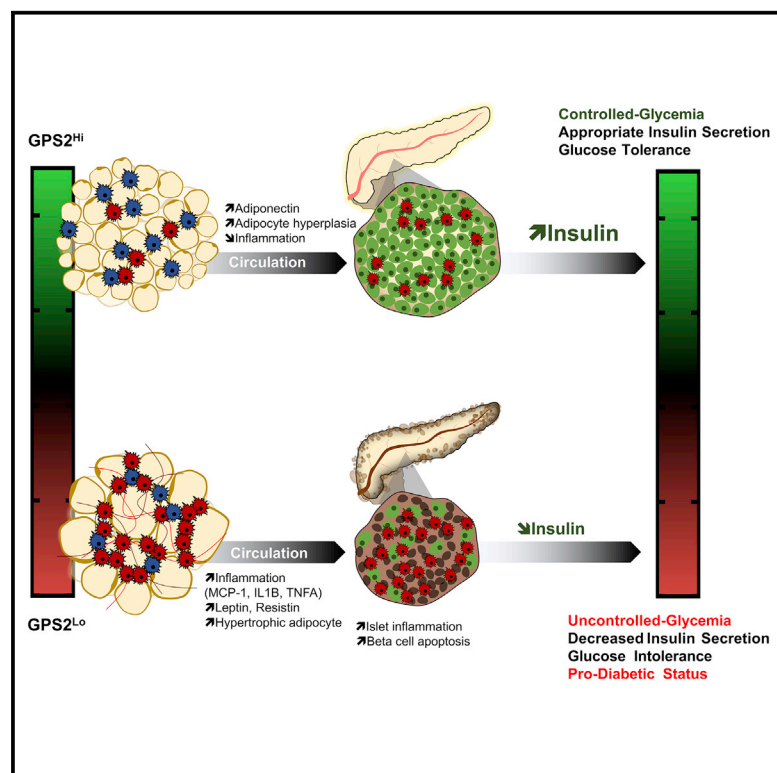 GPS2Hi
↗Adiponectin
↗Adipocyte hyperplasia
↘Inflammation
Circulation
↗Insulin
Controlled-Glycemia
Appropriate Insulin Secretion
Glucose Tolerance
GPS2Lo
Circulation
↗Inflammation
(MCP-1, IL1B, TNFA)
↗Leptin, Resistin
↗Hypertrophic adipocyte
↗Islet inflammation
↗Beta cell apoptosis
↘Insulin
Uncontrolled-Glycemia
Decreased Insulin Secretion
Glucose Intolerance
Pro-Diabetic Status